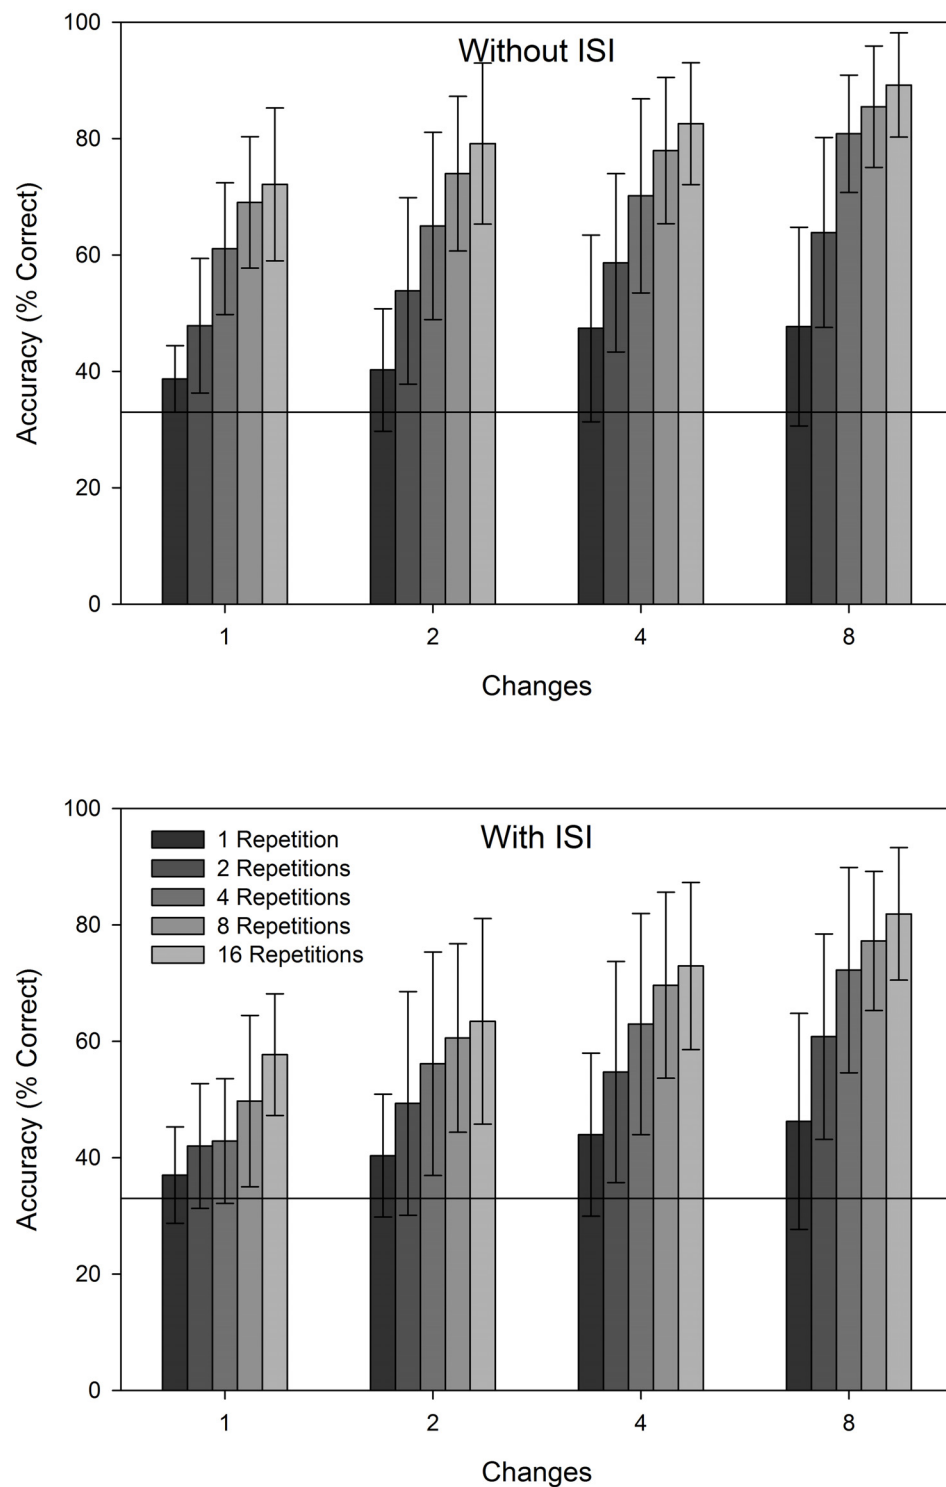 Without ISI
Accuracy (% Correct)
100
80
60
40
20
0
1 2 4 8
Changes
With ISI
1 Repetition
2 Repetitions
4 Repetitions
8 Repetitions
16 Repetitions
Accuracy (% Correct)
100
80
60
40
20
0
1 2 4 8
Changes